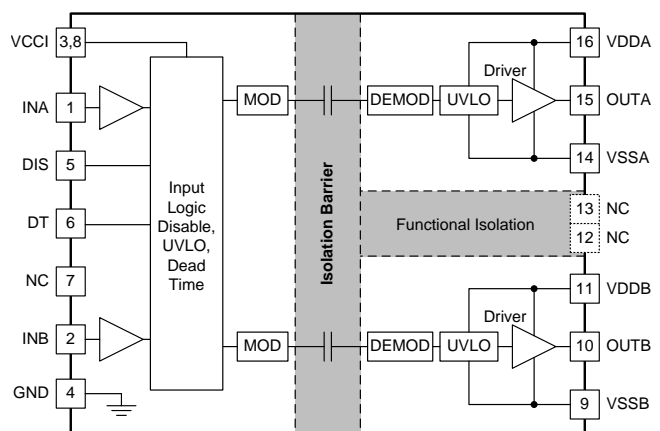 VCCI 3,8
INA 1
DIS 5
DT 6
NC 7
INB 2
GND 4
Input
Logic
Disable,
UVLO,
Dead
Time
MOD
MOD
Isolation Barrier
DEMOD UVLO Driver
Functional Isolation
DEMOD UVLO Driver
16 VDDA
15 OUTA
14 VSSA
13 NC
12 NC
11 VDDB
10 OUTB
9 VSSB